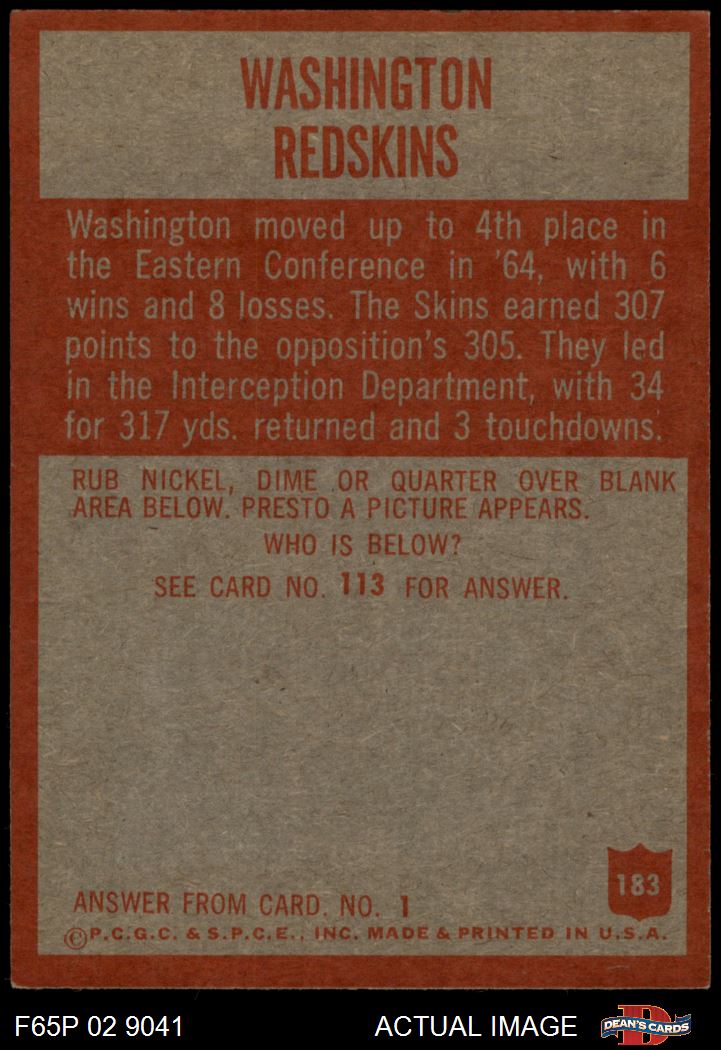 WASHINGTON
REDSKINS
Washington moved up to 4th place in
the Eastern Conference in '64, with 6
wins and 8 losses. The Skins earned 307
points to the opposition's 305. They led
in the Interception Department, with 34
for 317 yds. returned and 3 touchdowns.
RUB NICKEL, DIME OR QUARTER OVER BLANK
AREA BELOW. PRESTO A PICTURE APPEARS.
WHO IS BELOW?
SEE CARD NO. 113 FOR ANSWER.
183
ANSWER FROM CARD. NO. 1
©P.C.G.C. & S.P.C.E., INC. MADE & PRINTED IN U.S.A.
F65P 02 9041
ACTUAL IMAGE
D
DEAN'S CARDS